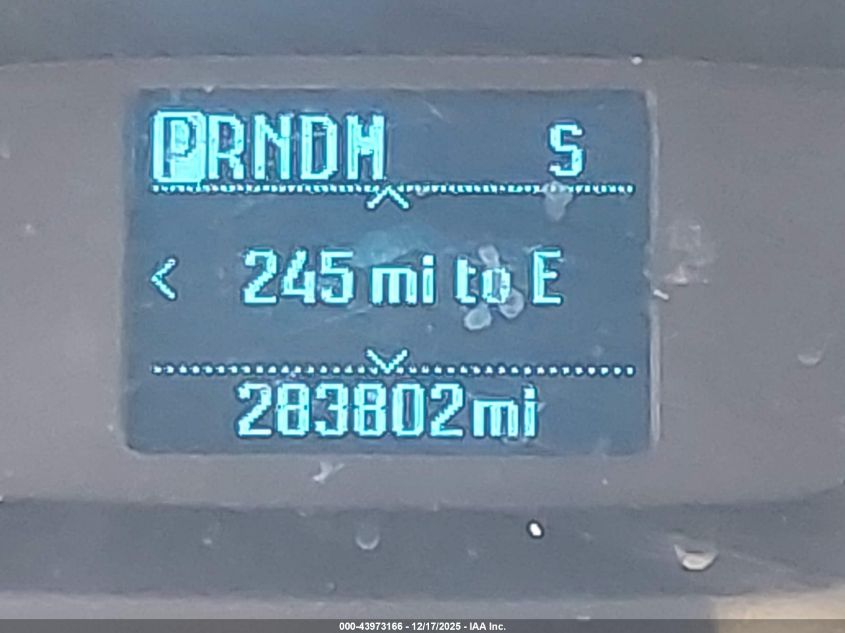 PRNDM S
< 245 mi to E
283802mi
000-43973166 - 12/17/2025 - IAA Inc.